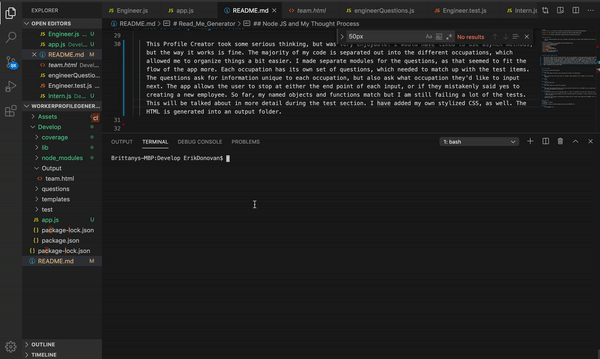 EXPLORER
OPEN EDITORS
Engineer.js U
app.js Devel... U
README.md M
team.html Deve...
engineerQuestion...
Engineer.test.js ...
Intern.js Devel... U
WORKERPROFILEGENER...
Assets
Develop
coverage
lib
node_modules
Output
team.html
questions
templates
test
app.js U
package-lock.json
package.json
package-lock.json
README.md M
OUTLINE
TIMELINE
Engineer.js
app.js
README.md M
team.html
engineerQuestions.js
Engineer.test.js
Intern.js
README.md > # Read_Me_Generator > ## Node JS and My Thought Process
50px
Aa
No results
29
30 This Profile Creator took some serious thinking, but was
but the way it works is fine. The majority of my code is separated out into the different occupations, which
allowed me to organize things a bit easier. I made separate modules for the questions, as that seemed to fit the
flow of the app more. Each occupation has its own set of questions, which needed to match up with the test items.
The questions ask for information unique to each occupation, but also ask what occupation they'd like to input
next. The app allows the user to stop at either the end point of each input, or if they mistakenly said yes to
creating a new employee. So far, my named objects and functions match but I am still failing a lot of the tests.
This will be talked about in more detail during the test section. I have added my own stylized CSS, as well. The
HTML is generated into an output folder.
31
32
OUTPUT TERMINAL DEBUG CONSOLE PROBLEMS
1: bash
Brittanys-MBP:Develop ErikDonovan$